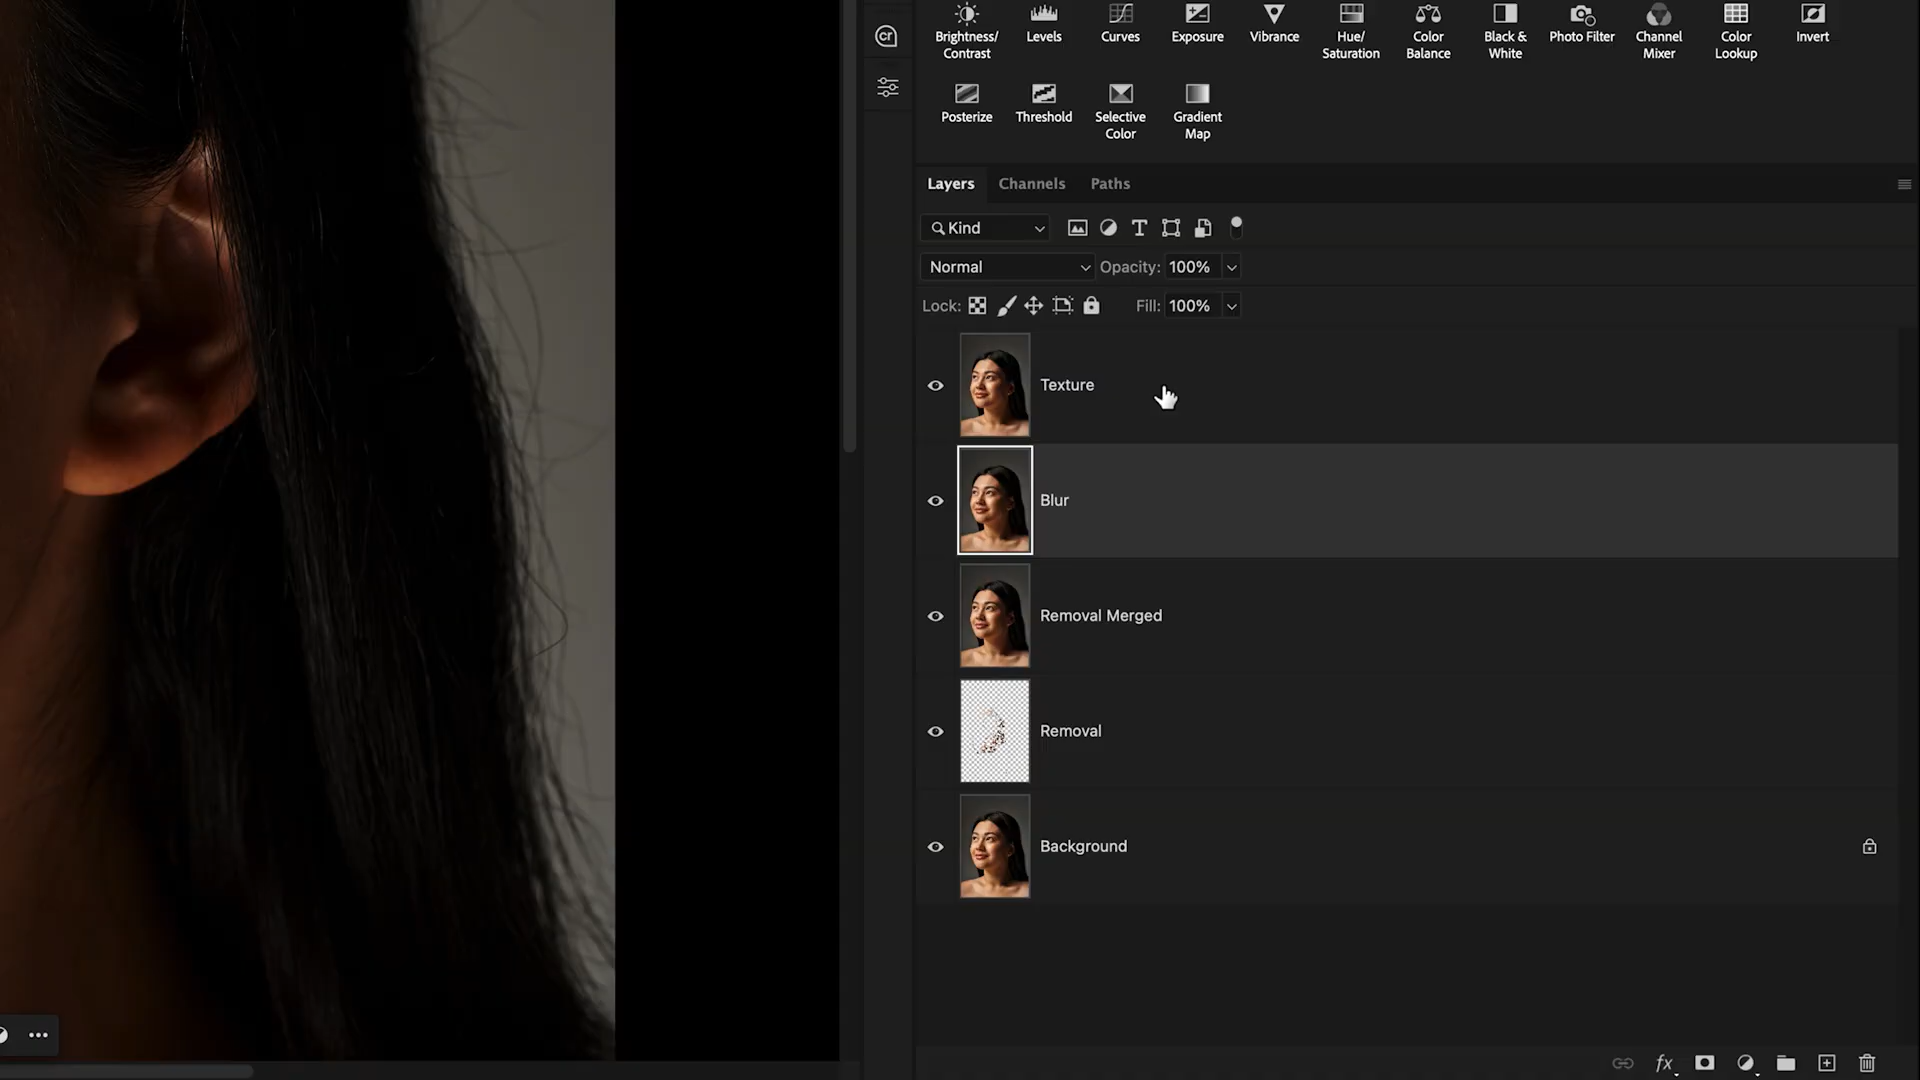 Brightness/ Contrast
Levels
Curves
Exposure
Vibrance
Hue/ Saturation
Color Balance
Black & White
Photo Filter
Channel Mixer
Color Lookup
Invert
Posterize
Threshold
Selective Color
Gradient Map
Layers Channels Paths
Kind
Normal Opacity: 100%
Lock: Fill: 100%
Texture
Blur
Removal Merged
Removal
Background
fx